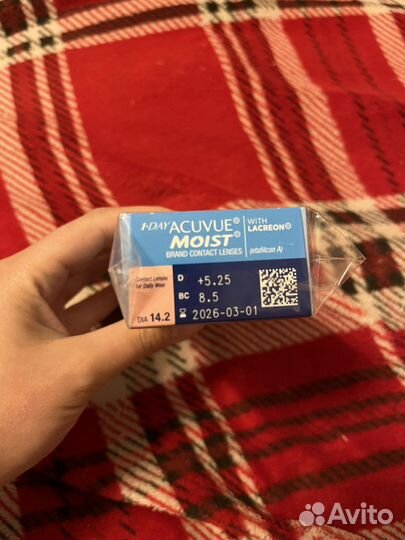 1-DAY ACUVUE® MOIST® BRAND CONTACT LENSES
WITH LACREON® (etafilcon A)
Contact Lenses
for Daily Wear
DIA 14.2
D +5.25
BC 8.5
2026-03-01
Avito